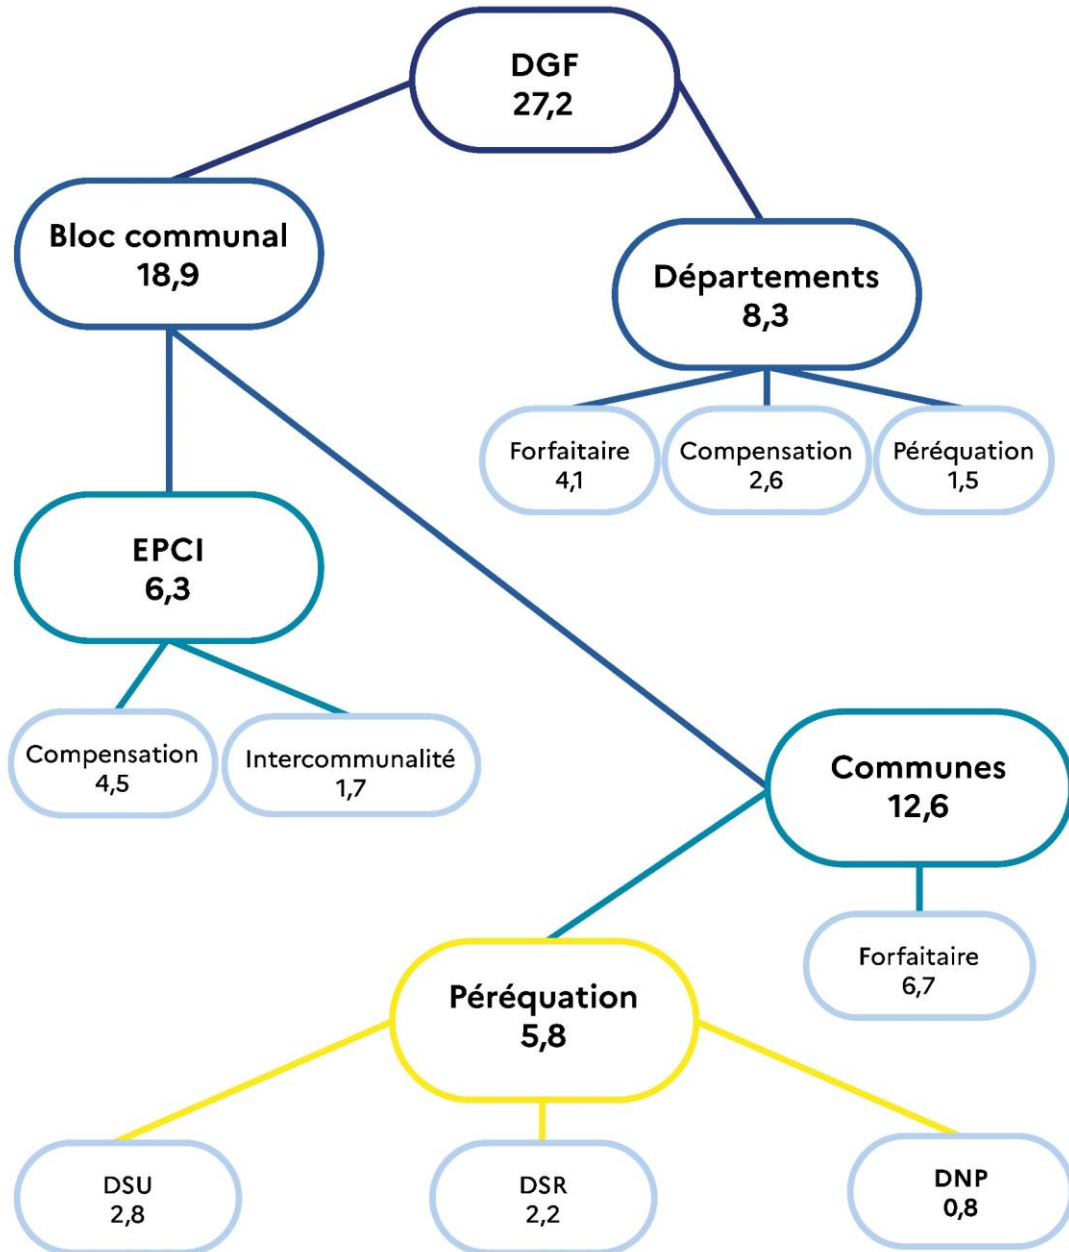 DGF
27,2
Bloc communal
18,9
Départements
8,3
Forfaitaire
4,1
Compensation
2,6
Péréquation
1,5
EPCI
6,3
Compensation
4,5
Intercommunalité
1,7
Communes
12,6
Forfaitaire
6,7
Péréquation
5,8
DSU
2,8
DSR
2,2
DNP
0,8